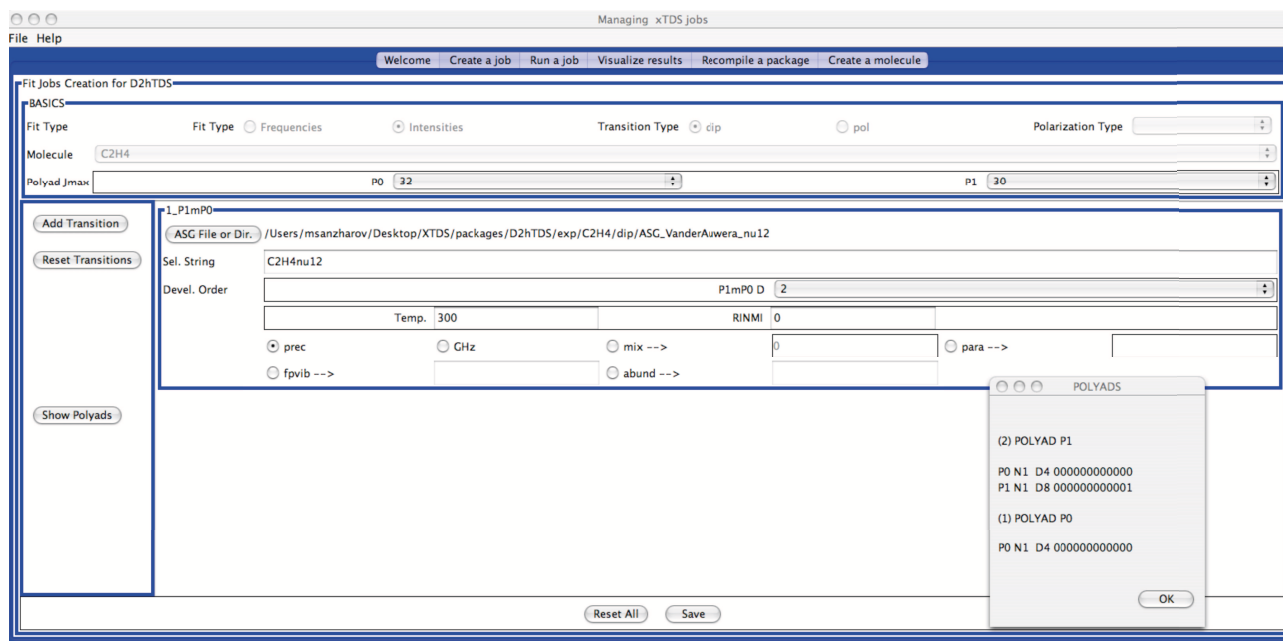 Managing xTDS jobs
File Help
Welcome Create a job Run a job Visualize results Recompile a package Create a molecule
Fit Jobs Creation for D2hTDS
BASICS
Fit Type Fit Type Frequencies Intensities Transition Type dip pol Polarization Type
Molecule C2H4
Polyad Jmax P0 32 P1 30
Add Transition
Reset Transitions
Show Polyads
1_P1mP0
ASG File or Dir. /Users/msanzharov/Desktop/XTDS/packages/D2hTDS/exp/C2H4/dip/ASG_VanderAuwera_nu12
Sel. String C2H4nu12
Devel. Order P1mP0 D 2
Temp. 300 RINMI 0
prec GHz mix --> 0 para -->
fpvib --> abund -->
POLYADS
(2) POLYAD P1
P0 N1 D4 000000000000
P1 N1 D8 000000000001
(1) POLYAD P0
P0 N1 D4 000000000000
OK
Reset All Save